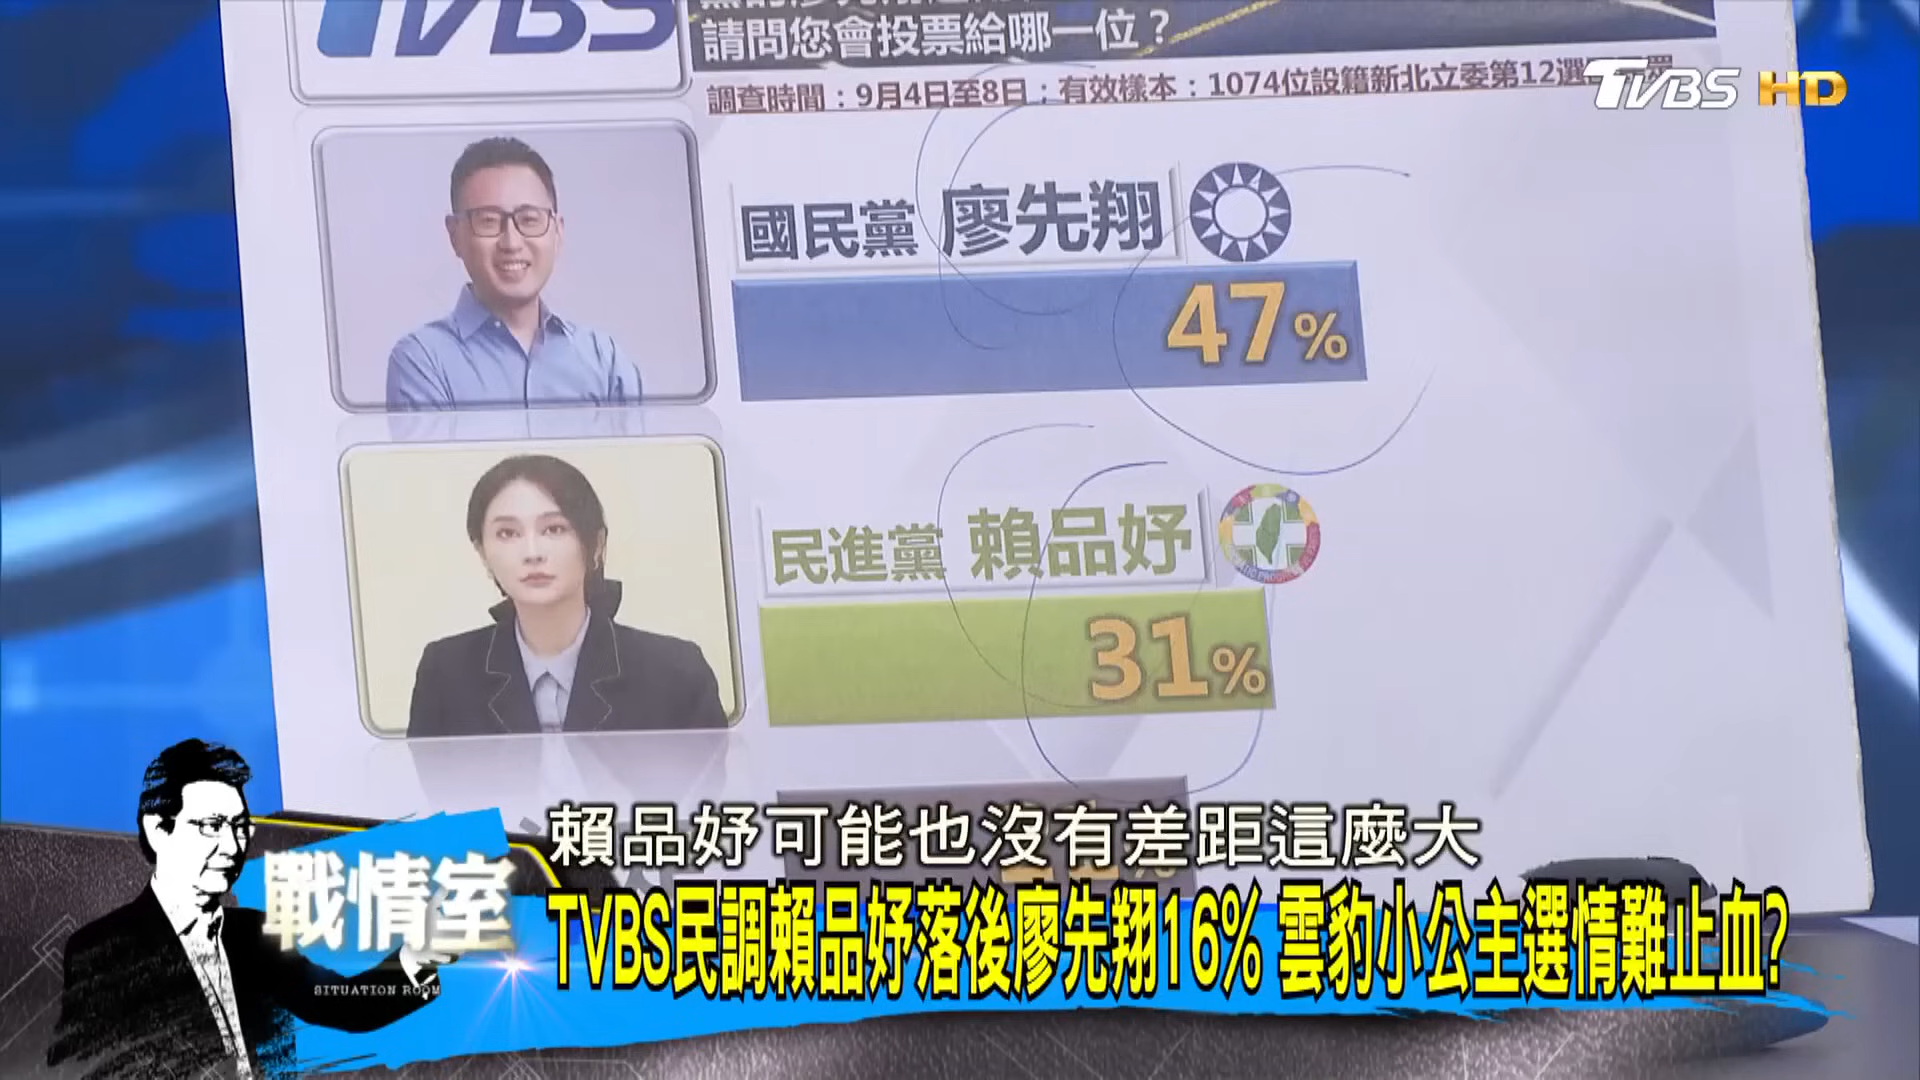 TVBS
請問您會投票給哪一位？
調查時間：9月4日至8日；有效樣本：1074位設籍新北立委第12選
TVBS HD
國民黨 廖先翔
47%
民進黨 賴品妤
31%
賴品妤可能也沒有差距這麼大
戰情室
SITUATION ROOM
TVBS民調賴品妤落後廖先翔16% 雲豹小公主選情難止血?